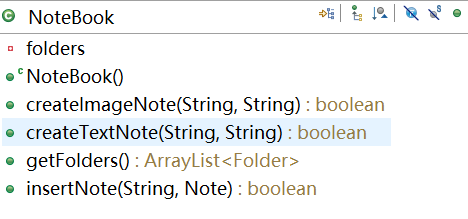 NoteBook
folders
NoteBook()
createImageNote(String, String) : boolean
createTextNote(String, String) : boolean
getFolders() : ArrayList<Folder>
insertNote(String, Note) : boolean